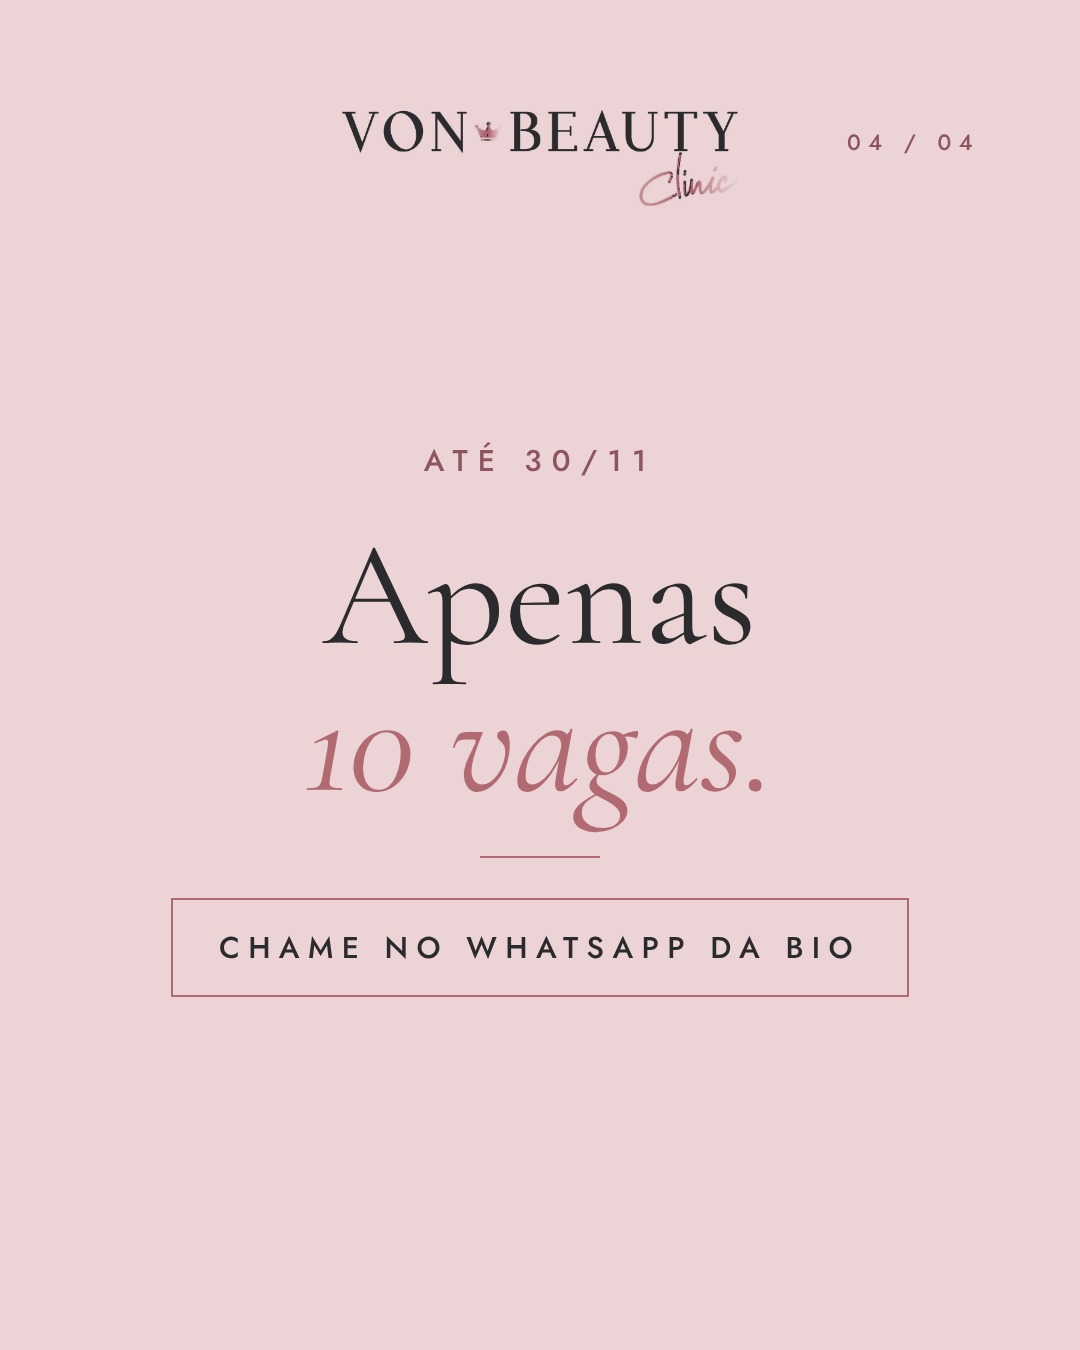 VON BEAUTY
Clinic
04 / 04
ATÉ 30/11
Apenas
10 vagas.
CHAME NO WHATSAPP DA BIO